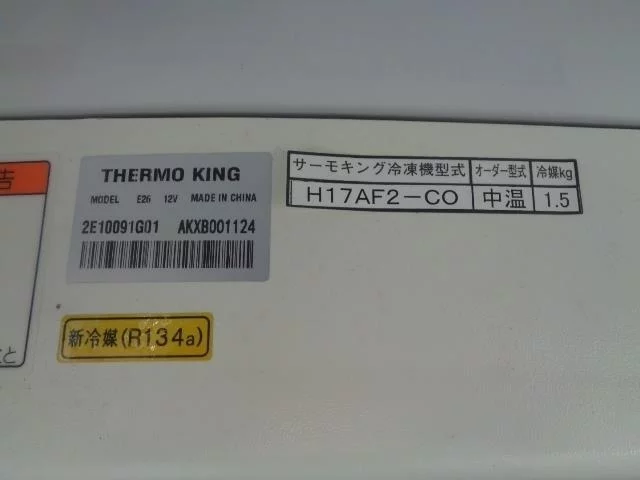 告
と
THERMO KING
MODEL E26 12V MADE IN CHINA
2E10091G01 AKXB001124
新冷媒(R134a)
サーモキング冷凍機型式 オーダー型式 冷媒kg
H17AF2-CO 中温 1.5